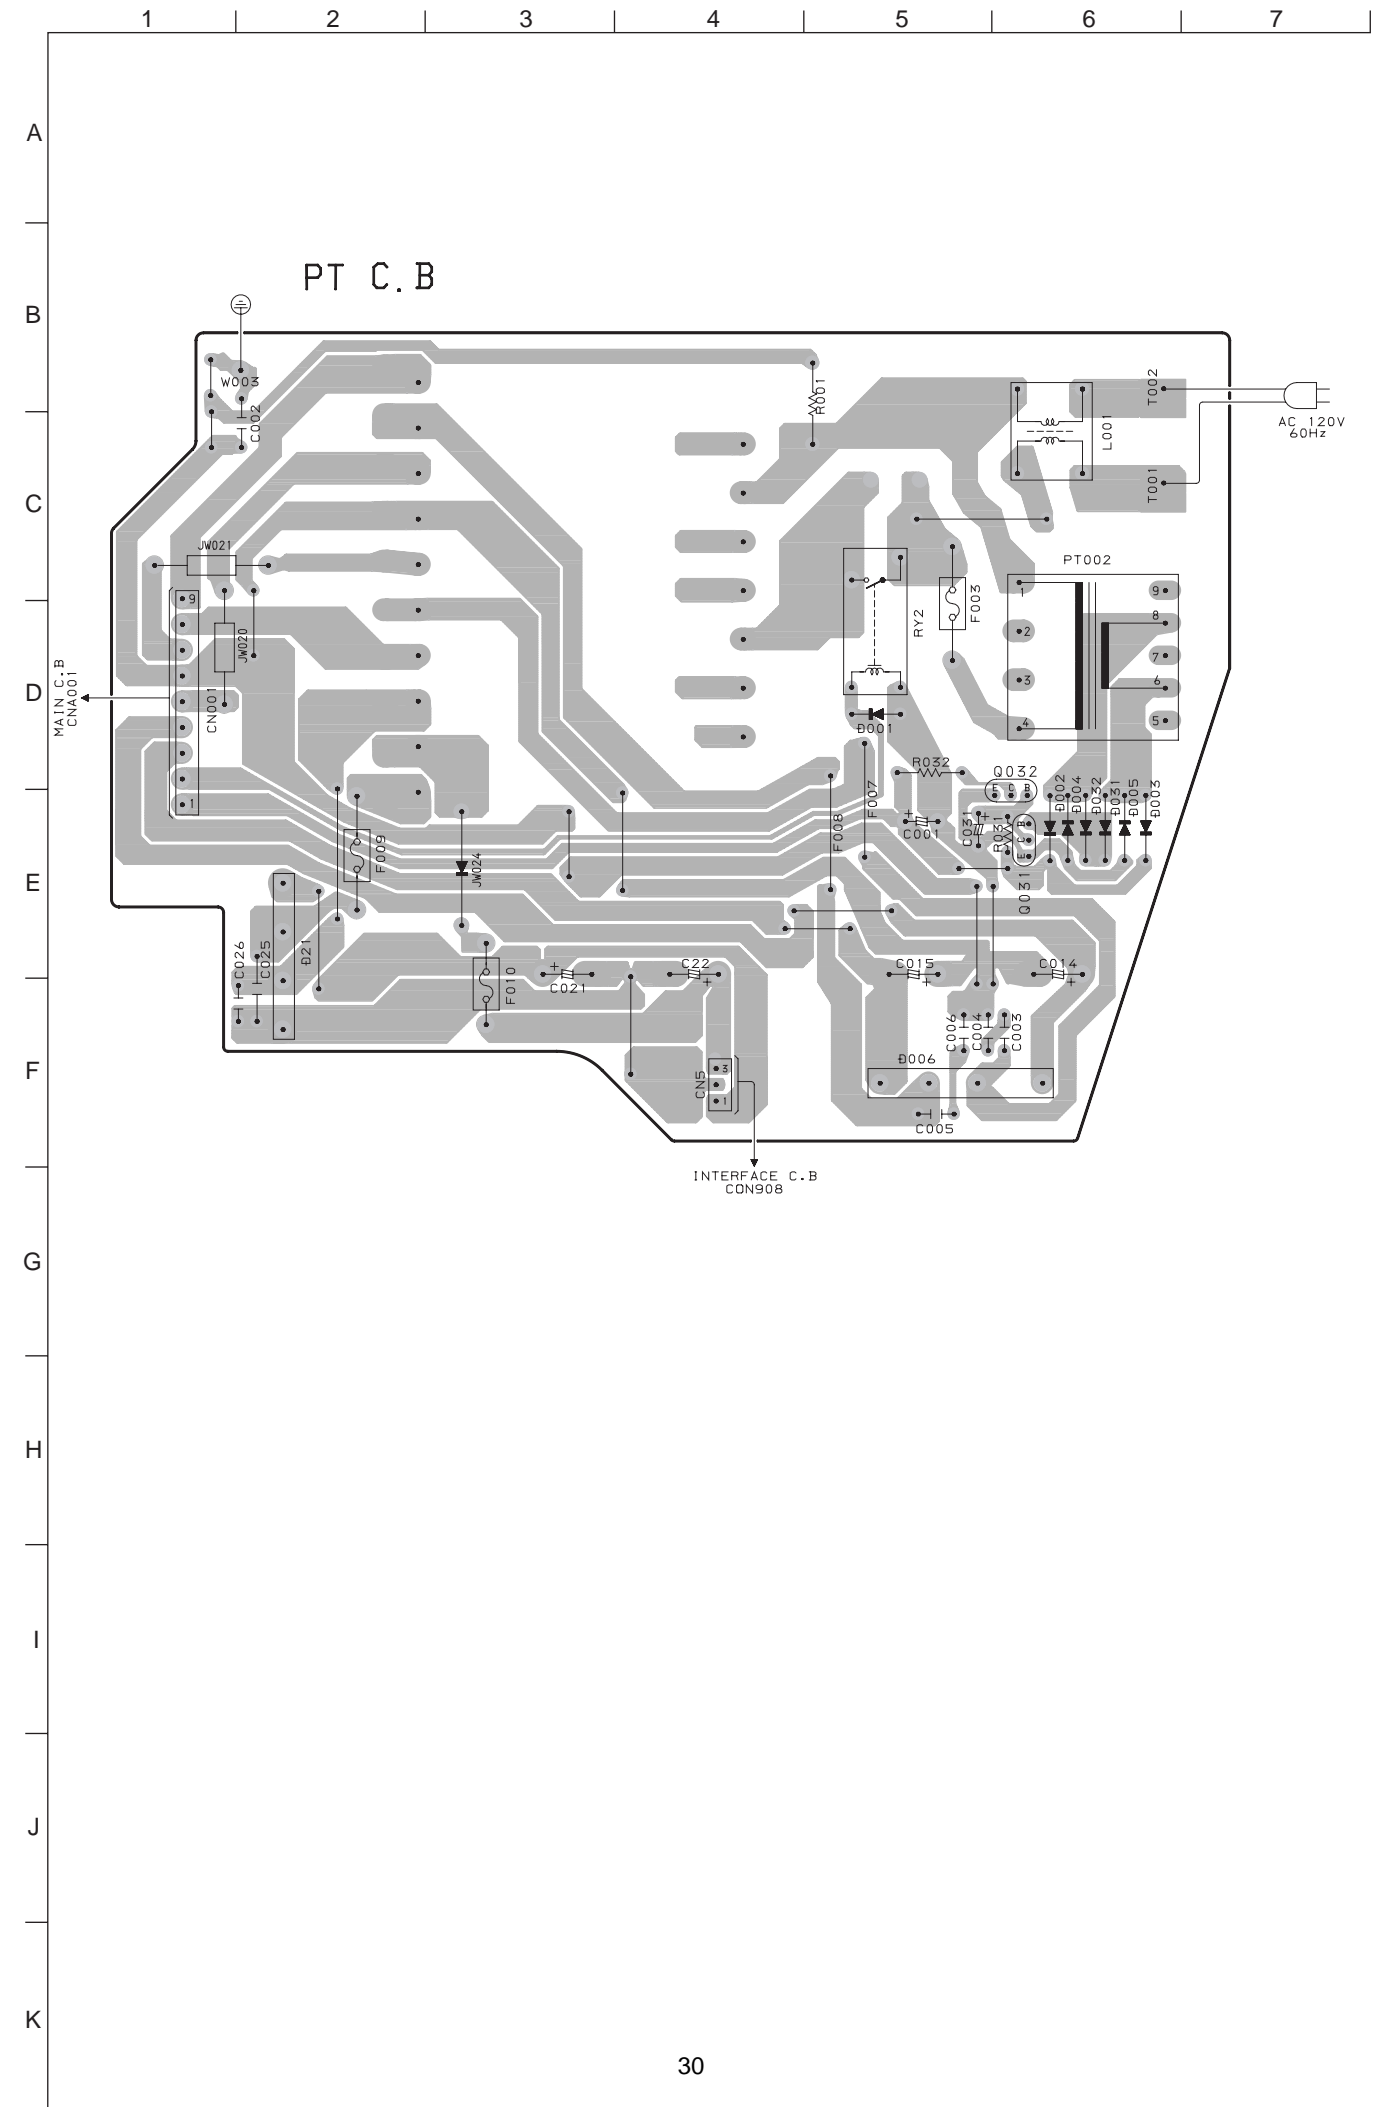 1 2 3 4 5 6 7
A
B
C
D
E
F
G
H
I
J
K
PT C.B
W003
C002
R001
T002
L001
AC 120V
60Hz
T001
JW021
PT002
9
JW020
F003
RY2
1
2
3
4
9
8
7
6
5
MAIN C.B
CNA001
CN001
D001
R032
Q032
E C B
1
F007
F008
C001
C031
R031
E C B
Q031
D002
D004
D032
D031
D005
D003
F009
JW024
C026
C025
D21
F010
+
C021
C22
+
C015
+
C014
+
C006
C004
C003
D006
CN5
3
1
C005
INTERFACE C.B
CON908
30